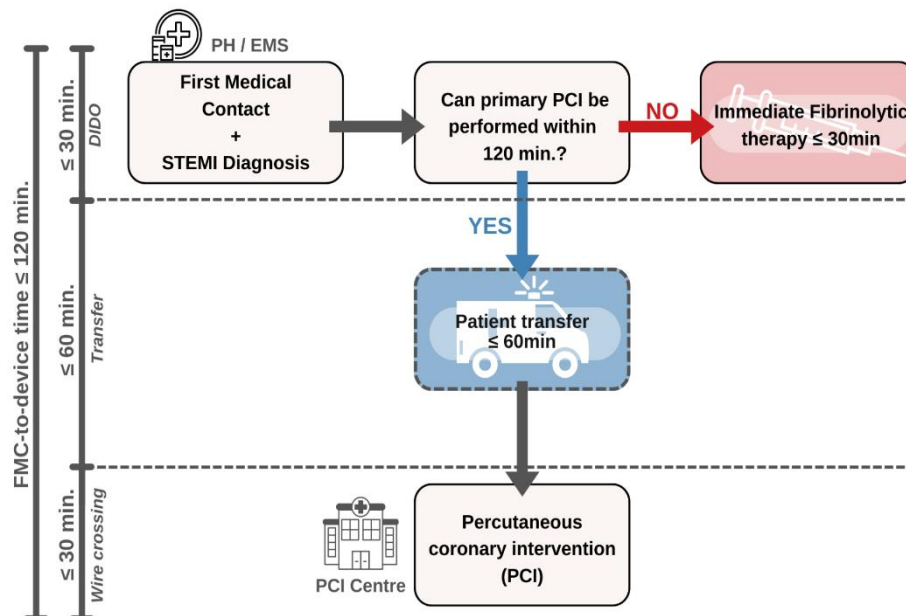 PH / EMS
First Medical
Contact
+
STEMI Diagnosis
Can primary PCI be
performed within
120 min.?
NO
Immediate Fibrinolytic
therapy ≤ 30min
YES
Patient transfer
≤ 60min
PCI Centre
Percutaneous
coronary intervention
(PCI)
FMC-to-device time ≤ 120 min.
≤ 30 min.
DIDO
≤ 60 min.
Transfer
≤ 30 min.
Wire crossing